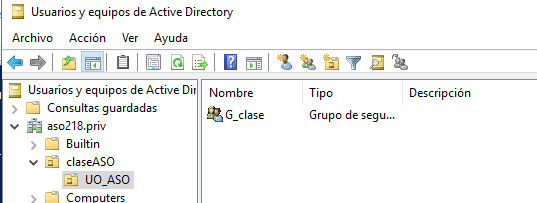 Usuarios y equipos de Active Directory
Archivo Acción Ver Ayuda
Usuarios y equipos de Active Dir
Consultas guardadas
aso218.priv
Builtin
claseASO
UO_ASO
Computers
Nombre Tipo Descripción
G_clase Grupo de segu...